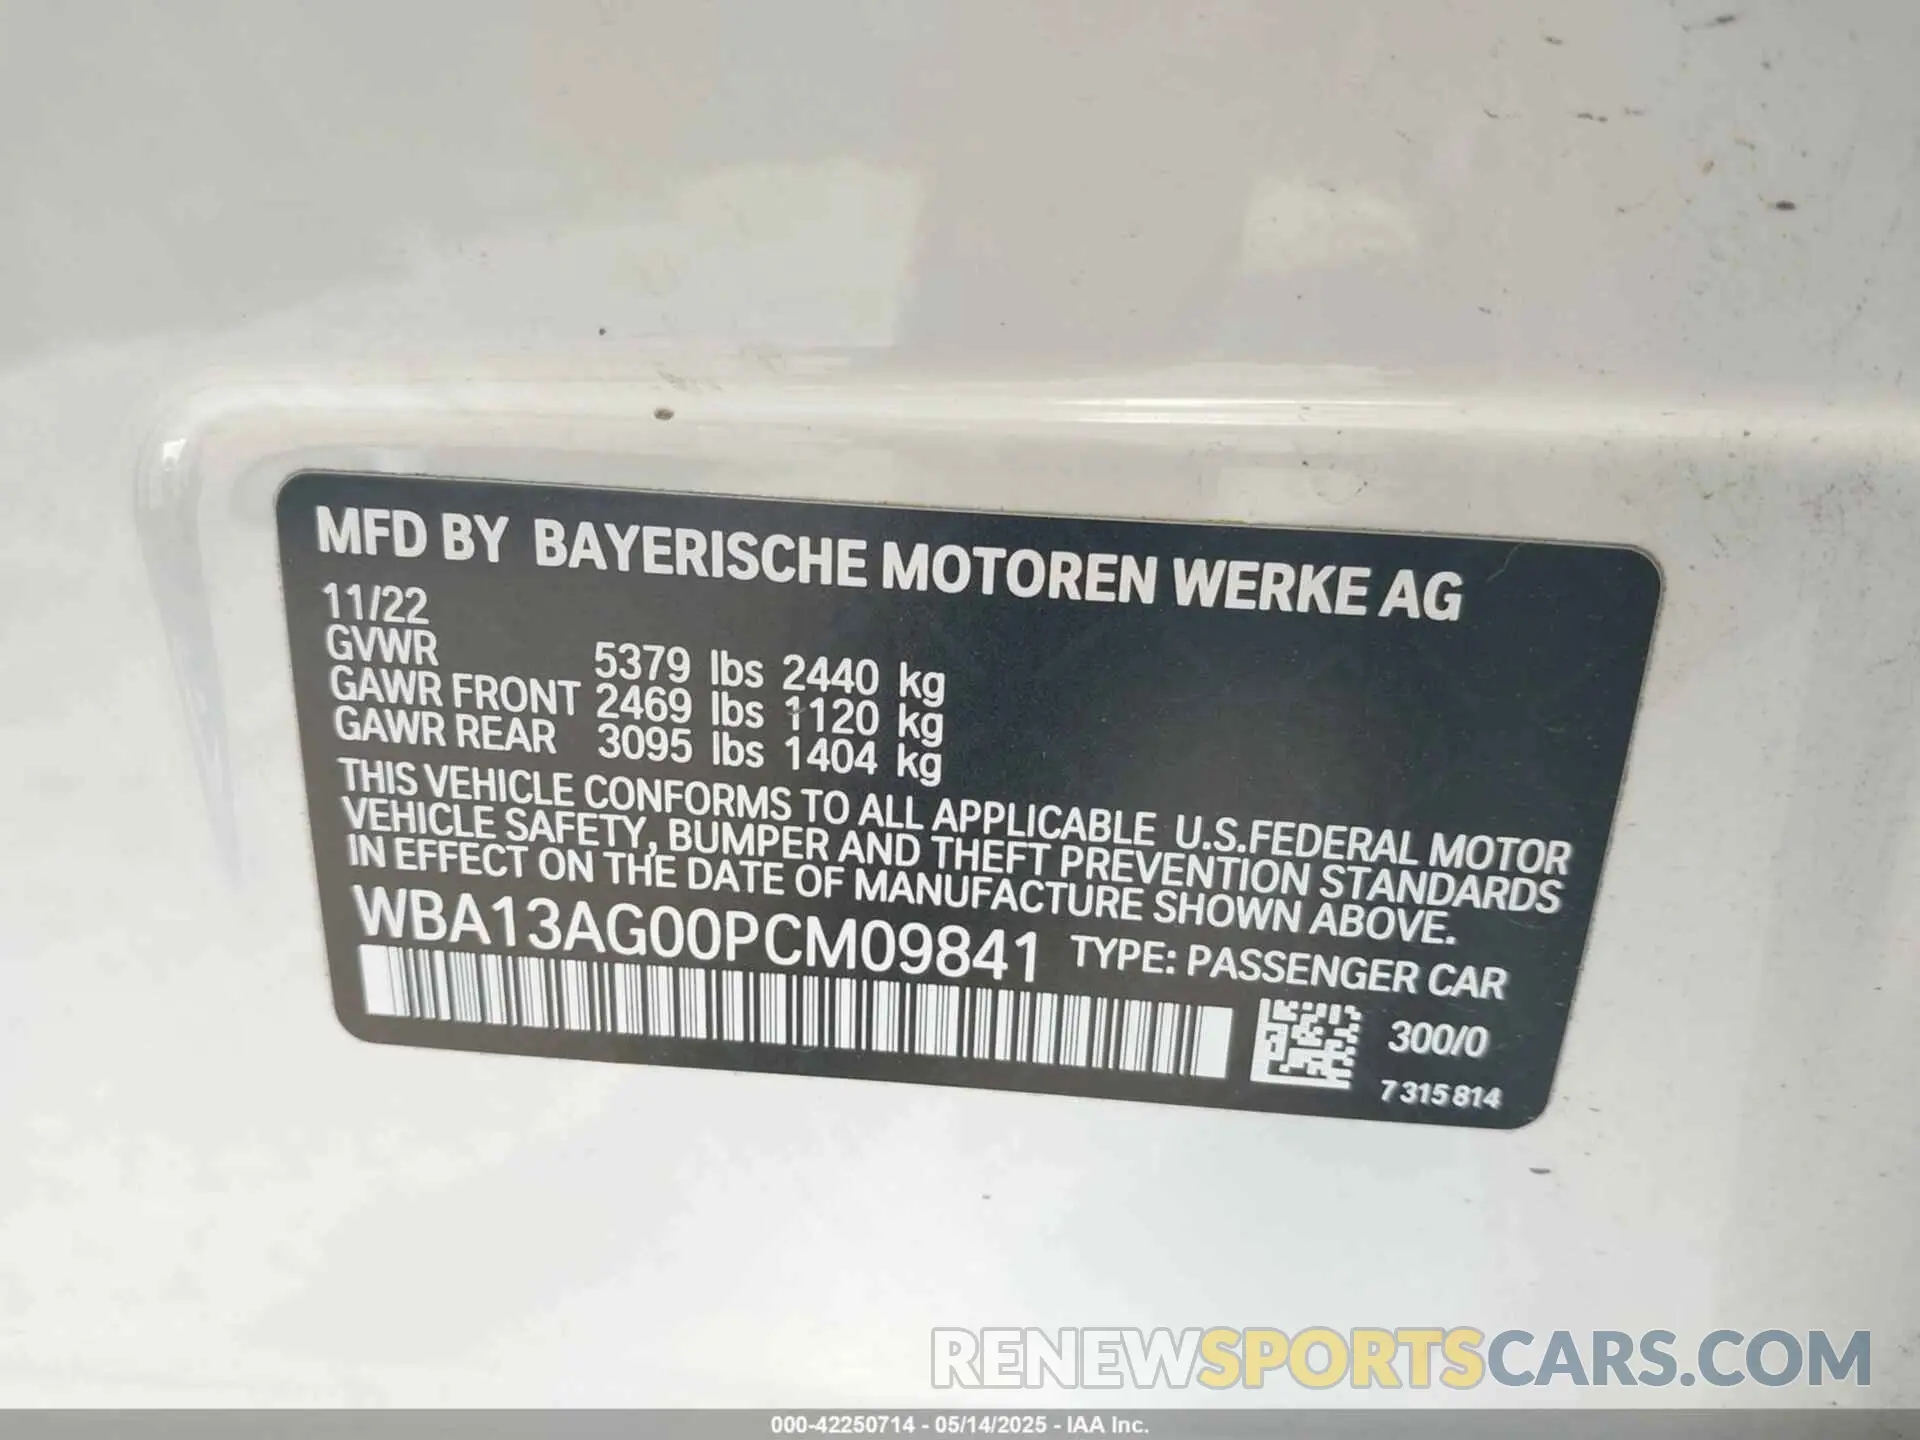 MFD BY BAYERISCHE MOTOREN WERKE AG
11/22
GVWR 5379 lbs 2440 kg
GAWR FRONT 2469 lbs 1120 kg
GAWR REAR 3095 lbs 1404 kg
THIS VEHICLE CONFORMS TO ALL APPLICABLE U.S.FEDERAL MOTOR
VEHICLE SAFETY, BUMPER AND THEFT PREVENTION STANDARDS
IN EFFECT ON THE DATE OF MANUFACTURE SHOWN ABOVE.
WBA13AG00PCM09841 TYPE: PASSENGER CAR
300/0
7 315 814
RENEWSPORTSCARS.COM
000-42250714 - 05/14/2025 - IAA Inc.